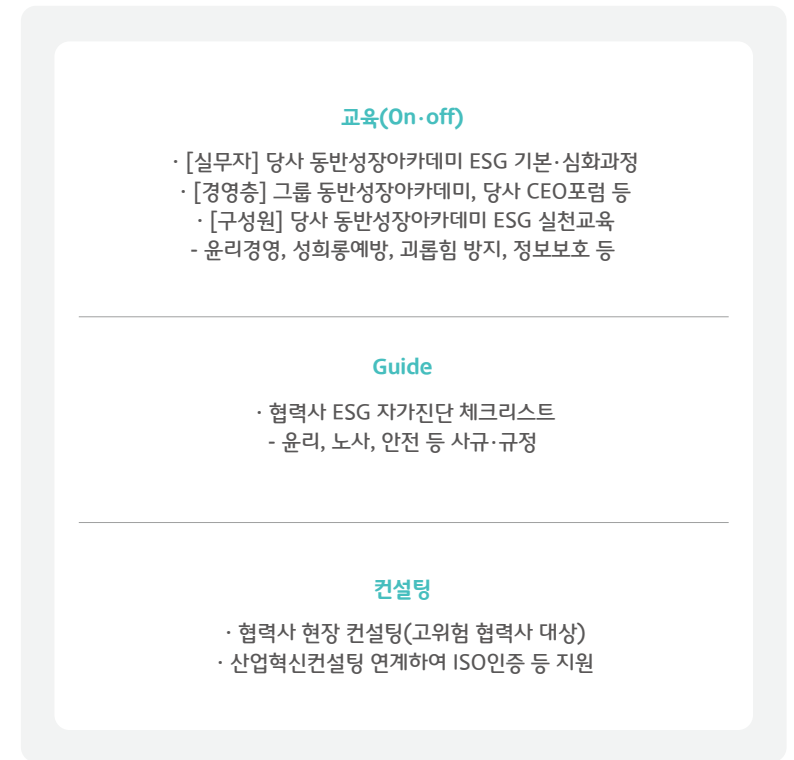 교육(On·off)
· [실무자] 당사 동반성장아카데미 ESG 기본·심화과정
· [경영층] 그룹 동반성장아카데미, 당사 CEO포럼 등
· [구성원] 당사 동반성장아카데미 ESG 실천교육
- 윤리경영, 성희롱예방, 괴롭힘 방지, 정보보호 등
Guide
· 협력사 ESG 자가진단 체크리스트
- 윤리, 노사, 안전 등 사규·규정
컨설팅
· 협력사 현장 컨설팅(고위험 협력사 대상)
· 산업혁신컨설팅 연계하여 ISO인증 등 지원